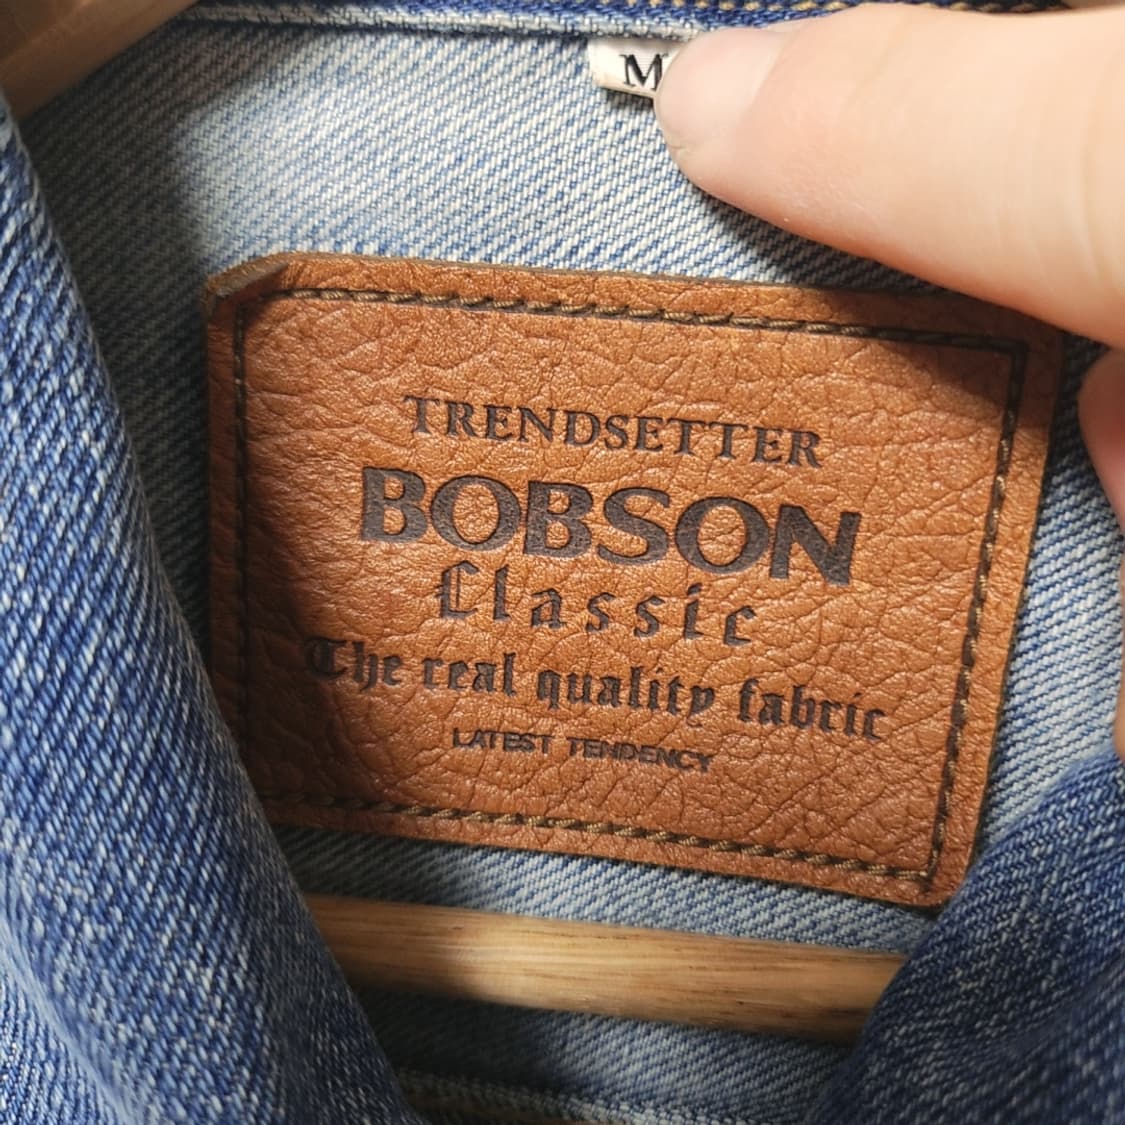 M
TRENDSETTER
BOBSON
Classic
The real quality fabric
LATEST TENDENCY